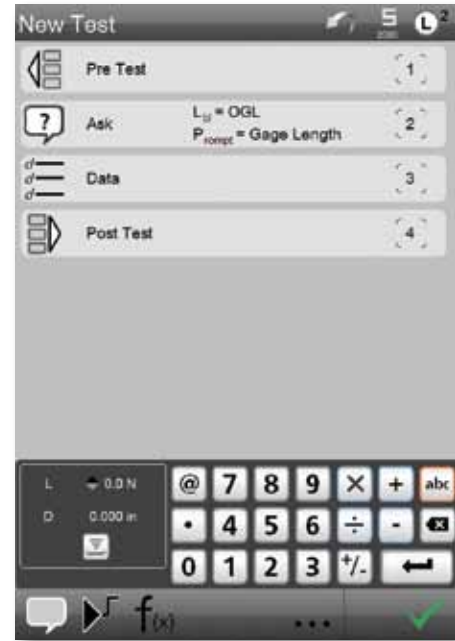 New Test
5
L 2
Pre Test 1
? Ask L = OGL 2
Prompt = Gage Length
d
d Data 3
d
Post Test 4
L 0.0 N @ 7 8 9 × + abc
D 0.000 in . 4 5 6 ÷ -
0 1 2 3 +/-
f(x) ...